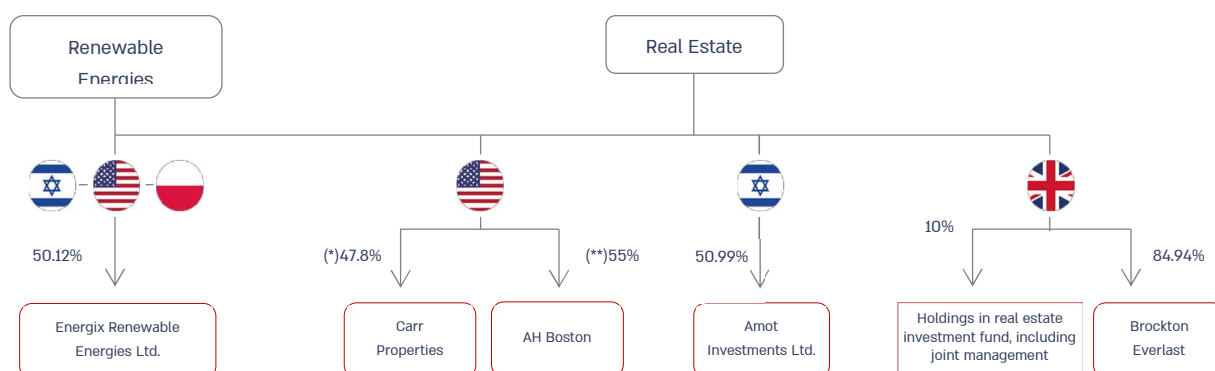 Renewable
Energies
Real Estate
50.12%
(*)47.8%
(**)55%
50.99%
10%
84.94%
Energix Renewable
Energies Ltd.
Carr
Properties
AH Boston
Amot
Investments Ltd.
Holdings in real estate
investment fund, including
joint management
Brockton
Everlast